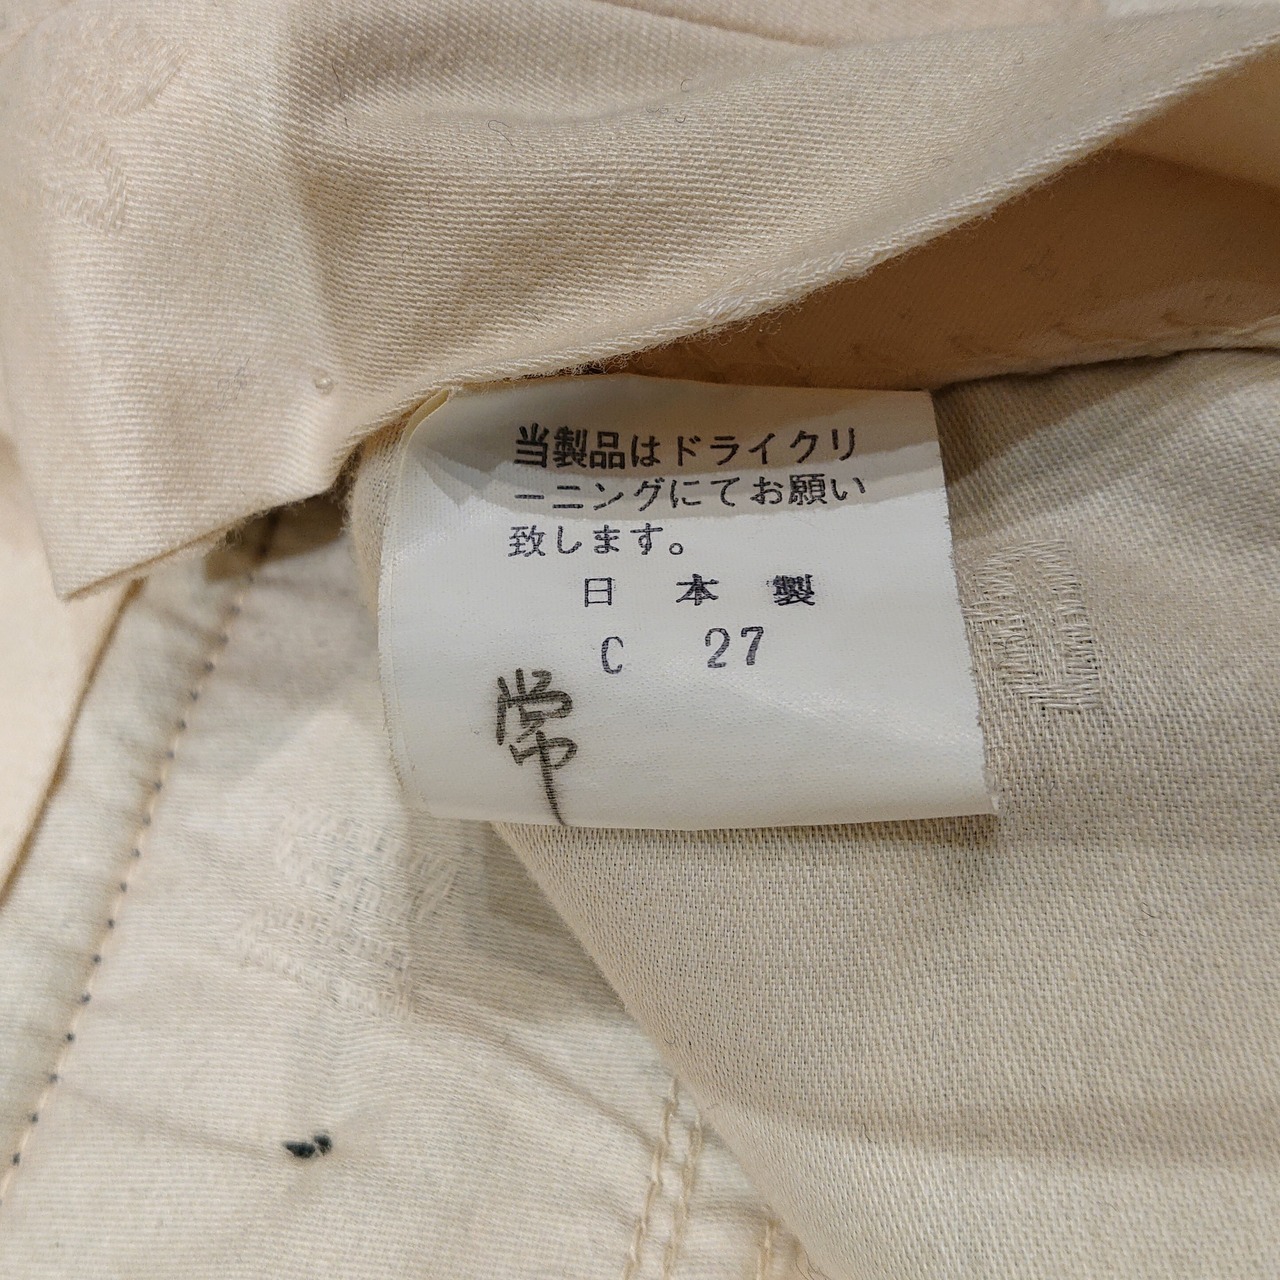 当製品はドライクリ
ーニングにてお願い
致します。
日 本 製
C 27
常